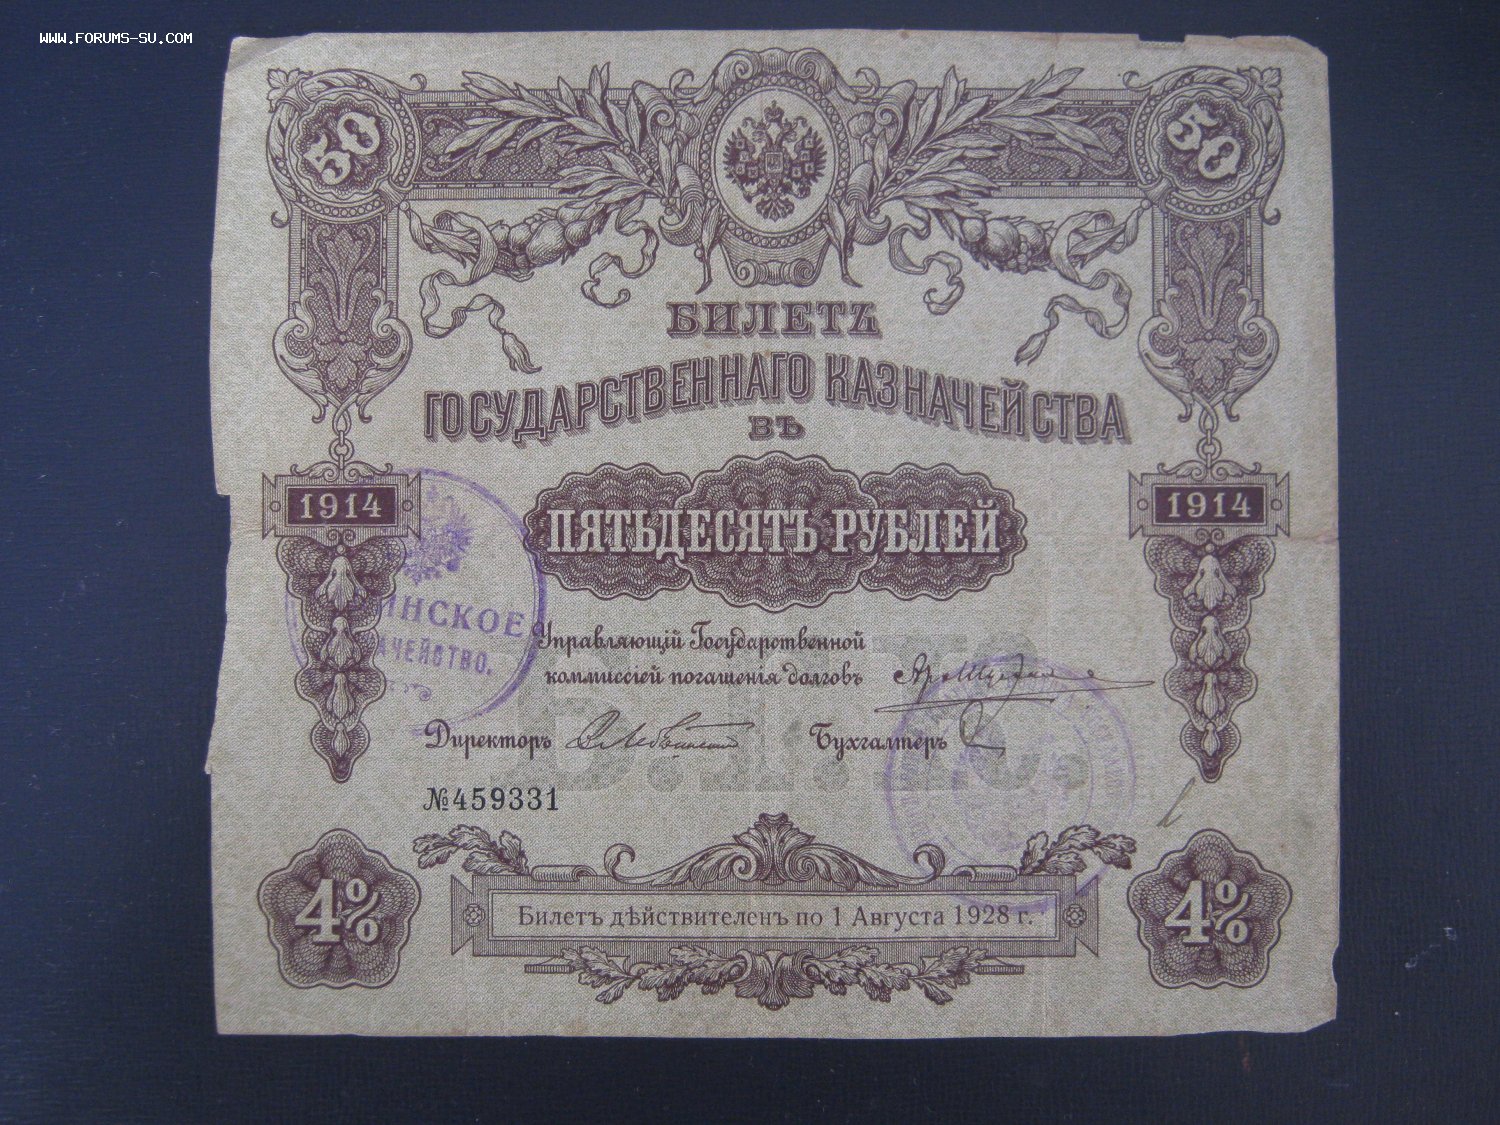 WWW.FORUMS-SU.COM
50 50
БИЛЕТЪ
ГОСУДАРСТВЕННАГО КАЗНАЧЕЙСТВА
ВЪ
1914 1914
ПЯТЬДЕСЯТЪ РУБЛЕЙ
ИНСКОЕ
АЧЕЙСТВО.
Управляющій Государственной
коммиссіей погашенія долговъ
Директоръ Бухгалтеръ
№459331
4% 4%
Билетъ дѣйствителенъ по 1 Августа 1928 г.